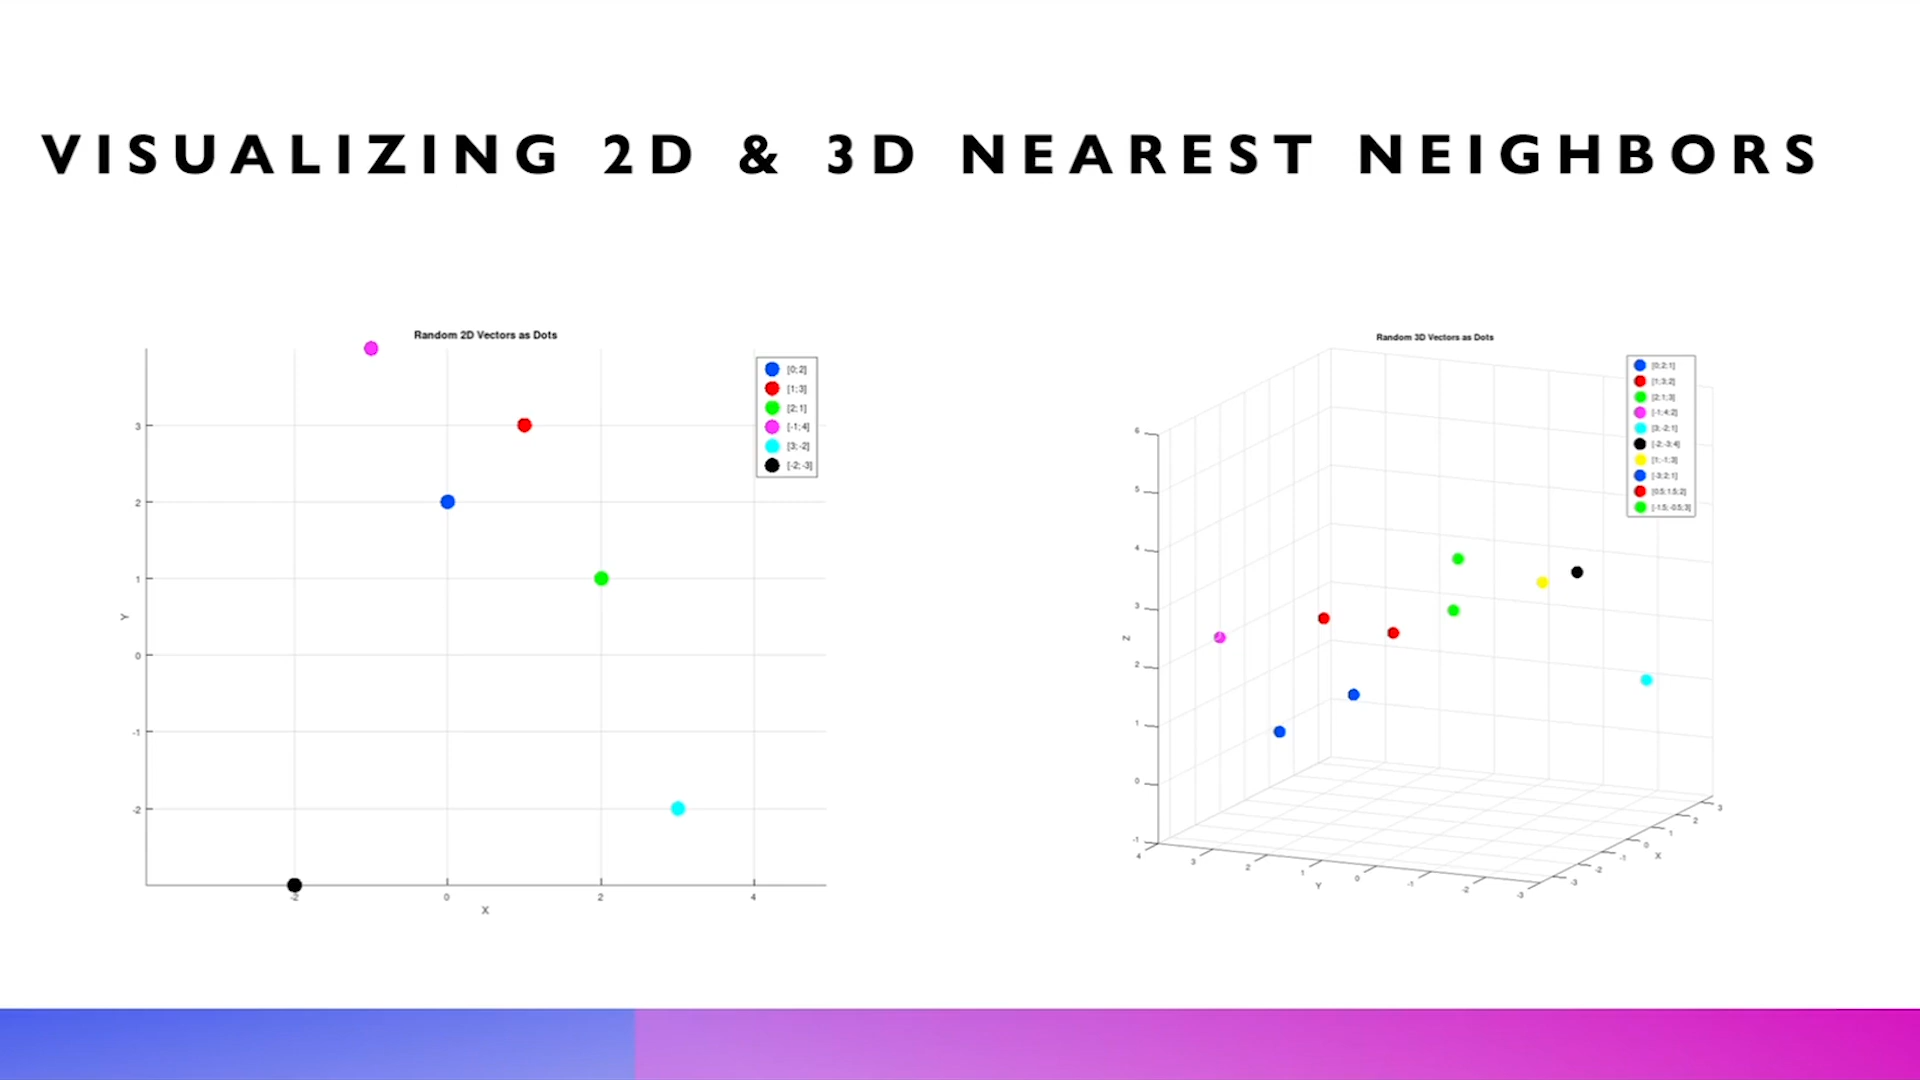 VISUALIZING 2D & 3D NEAREST NEIGHBORS
Random 2D Vectors as Dots
[0; 2]
[1; 3]
[2; 1]
[-1; 4]
[3; -2]
[-2; -3]
3
2
1
0
-1
-2
Y
-2
0
2
4
X
Random 3D Vectors as Dots
[0; 2; 1]
[1; 3; 2]
[2; 1; 3]
[-1; 4; 2]
[3; -2; 1]
[-2; -3; 4]
[1; -1; 3]
[-3; 2; 1]
[0.5; 1.5; 2]
[-1.5; -0.5; 3]
6
5
4
3
2
1
0
-1
Z
4
3
2
1
0
-1
-2
-3
Y
-3
-2
-1
0
1
2
3
X